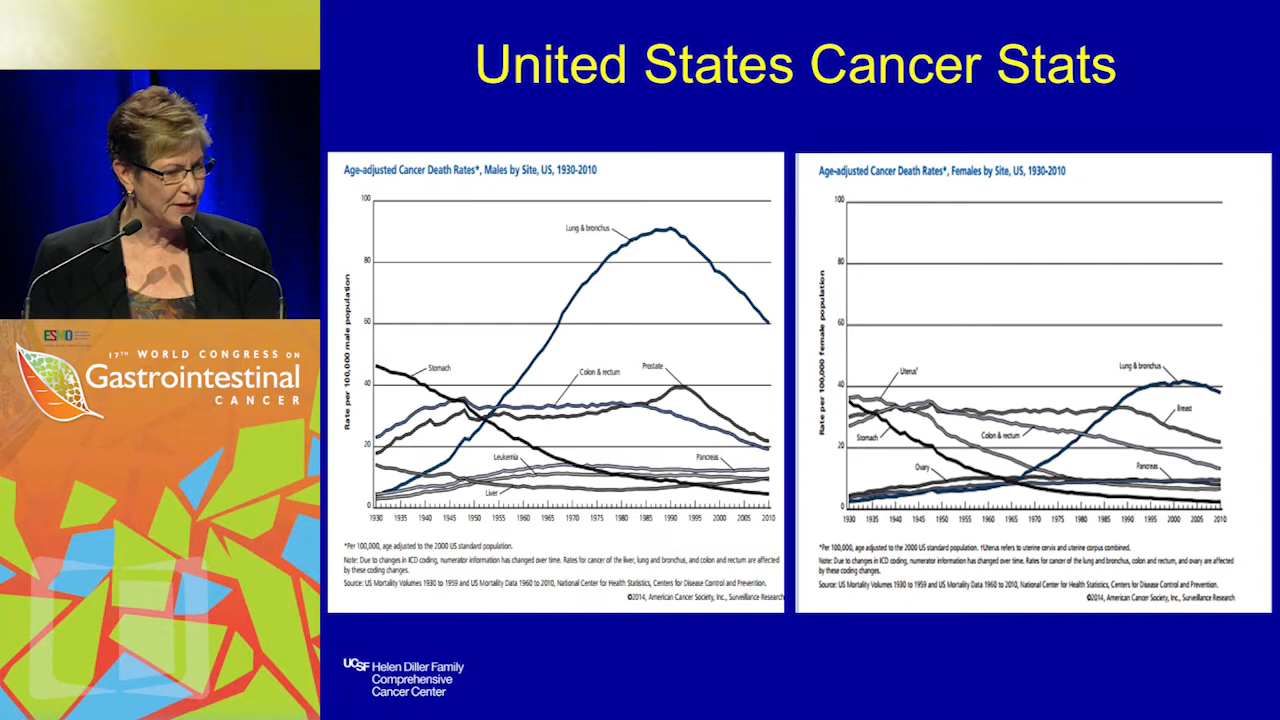 United States Cancer Stats
Age-adjusted Cancer Death Rates*, Males by Site, US, 1930-2010
Rate per 100,000 male population
100
80
60
40
20
0
Lung & bronchus
Stomach
Colon & rectum
Prostate
Leukemia
Pancreas
Liver
1930 1935 1940 1945 1950 1955 1960 1965 1970 1975 1980 1985 1990 1995 2000 2005 2010
*Per 100,000, age adjusted to the 2000 US standard population.
Note: Due to changes in ICD coding, numerator information has changed over time. Rates for cancer of the liver, lung and bronchus, and colon and rectum are affected
by these coding changes.
Source: US Mortality Volumes 1930 to 1959 and US Mortality Data 1960 to 2010, National Center for Health Statistics, Centers for Disease Control and Prevention.
©2014, American Cancer Society, Inc., Surveillance Research
Age-adjusted Cancer Death Rates*, Females by Site, US, 1930-2010
Rate per 100,000 female population
100
80
60
40
20
0
Lung & bronchus
Uterus†
Breast
Colon & rectum
Stomach
Ovary
Pancreas
1930 1935 1940 1945 1950 1955 1960 1965 1970 1975 1980 1985 1990 1995 2000 2005 2010
*Per 100,000, age adjusted to the 2000 US standard population. †Uterus refers to uterine cervix and uterine corpus combined.
Note: Due to changes in ICD coding, numerator information has changed over time. Rates for cancer of the lung and bronchus, colon and rectum, and ovary are affected
by these coding changes.
Source: US Mortality Volumes 1930 to 1959 and US Mortality Data 1960 to 2010, National Center for Health Statistics, Centers for Disease Control and Prevention.
©2014, American Cancer Society, Inc., Surveillance Research
ESMO
17TH WORLD CONGRESS ON
Gastrointestinal
CANCER
UCSF Helen Diller Family
Comprehensive
Cancer Center